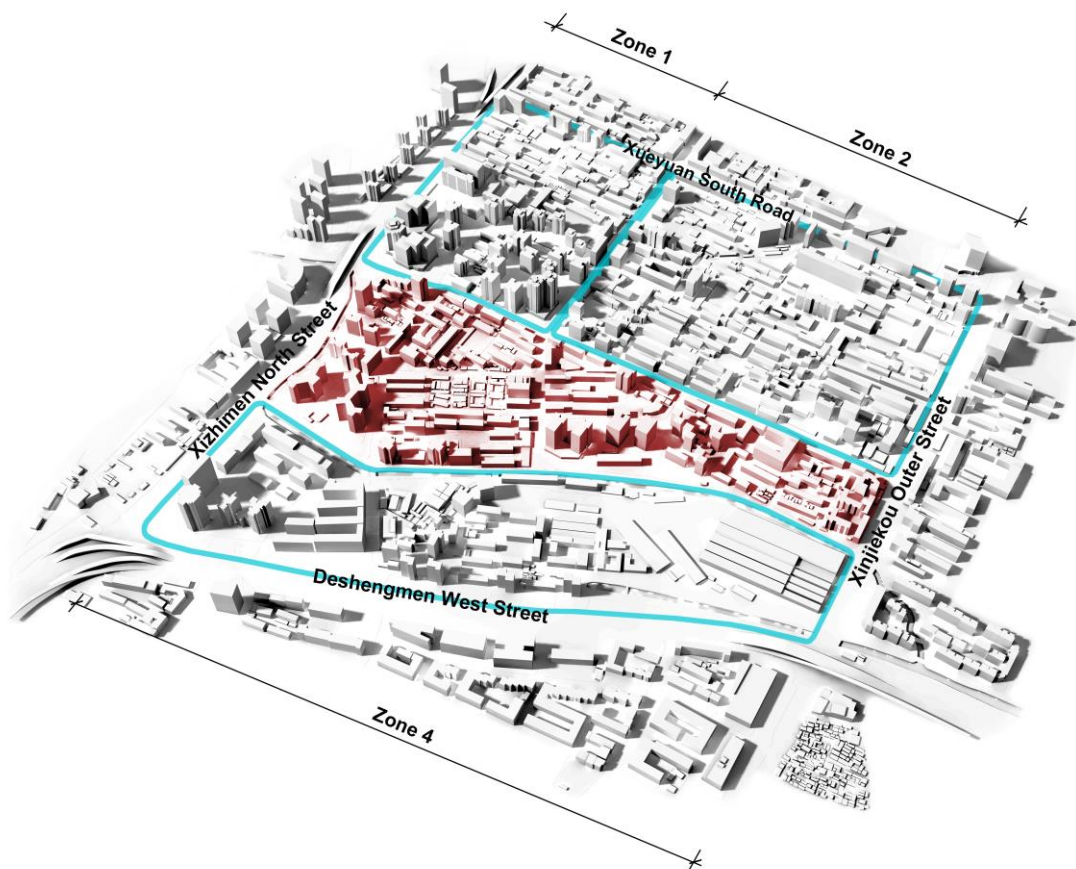 Zone 1
Zone 2
Xueyuan South Road
Xizhimen North Street
Xinjiekou Outer Street
Deshengmen West Street
Zone 4